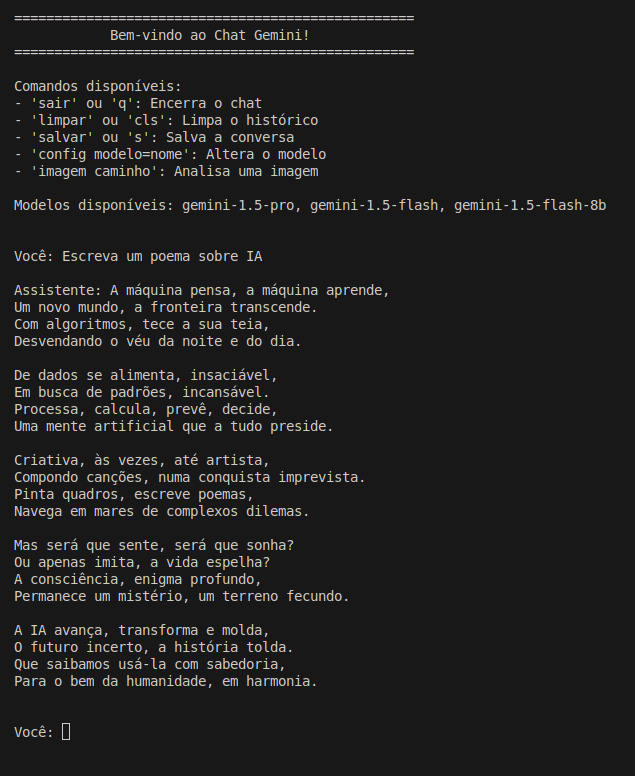 ==================================================
Bem-vindo ao Chat Gemini!
==================================================
Comandos disponíveis:
- 'sair' ou 'q': Encerra o chat
- 'limpar' ou 'cls': Limpa o histórico
- 'salvar' ou 's': Salva a conversa
- 'config modelo=nome': Altera o modelo
- 'imagem caminho': Analisa uma imagem
Modelos disponíveis: gemini-1.5-pro, gemini-1.5-flash, gemini-1.5-flash-8b
Você: Escreva um poema sobre IA
Assistente: A máquina pensa, a máquina aprende,
Um novo mundo, a fronteira transcende.
Com algoritmos, tece a sua teia,
Desvendando o véu da noite e do dia.
De dados se alimenta, insaciável,
Em busca de padrões, incansável.
Processa, calcula, prevê, decide,
Uma mente artificial que a tudo preside.
Criativa, às vezes, até artista,
Compondo canções, numa conquista imprevista.
Pinta quadros, escreve poemas,
Navega em mares de complexos dilemas.
Mas será que sente, será que sonha?
Ou apenas imita, a vida espelha?
A consciência, enigma profundo,
Permanece um mistério, um terreno fecundo.
A IA avança, transforma e molda,
O futuro incerto, a história tolda.
Que saibamos usá-la com sabedoria,
Para o bem da humanidade, em harmonia.
Você: